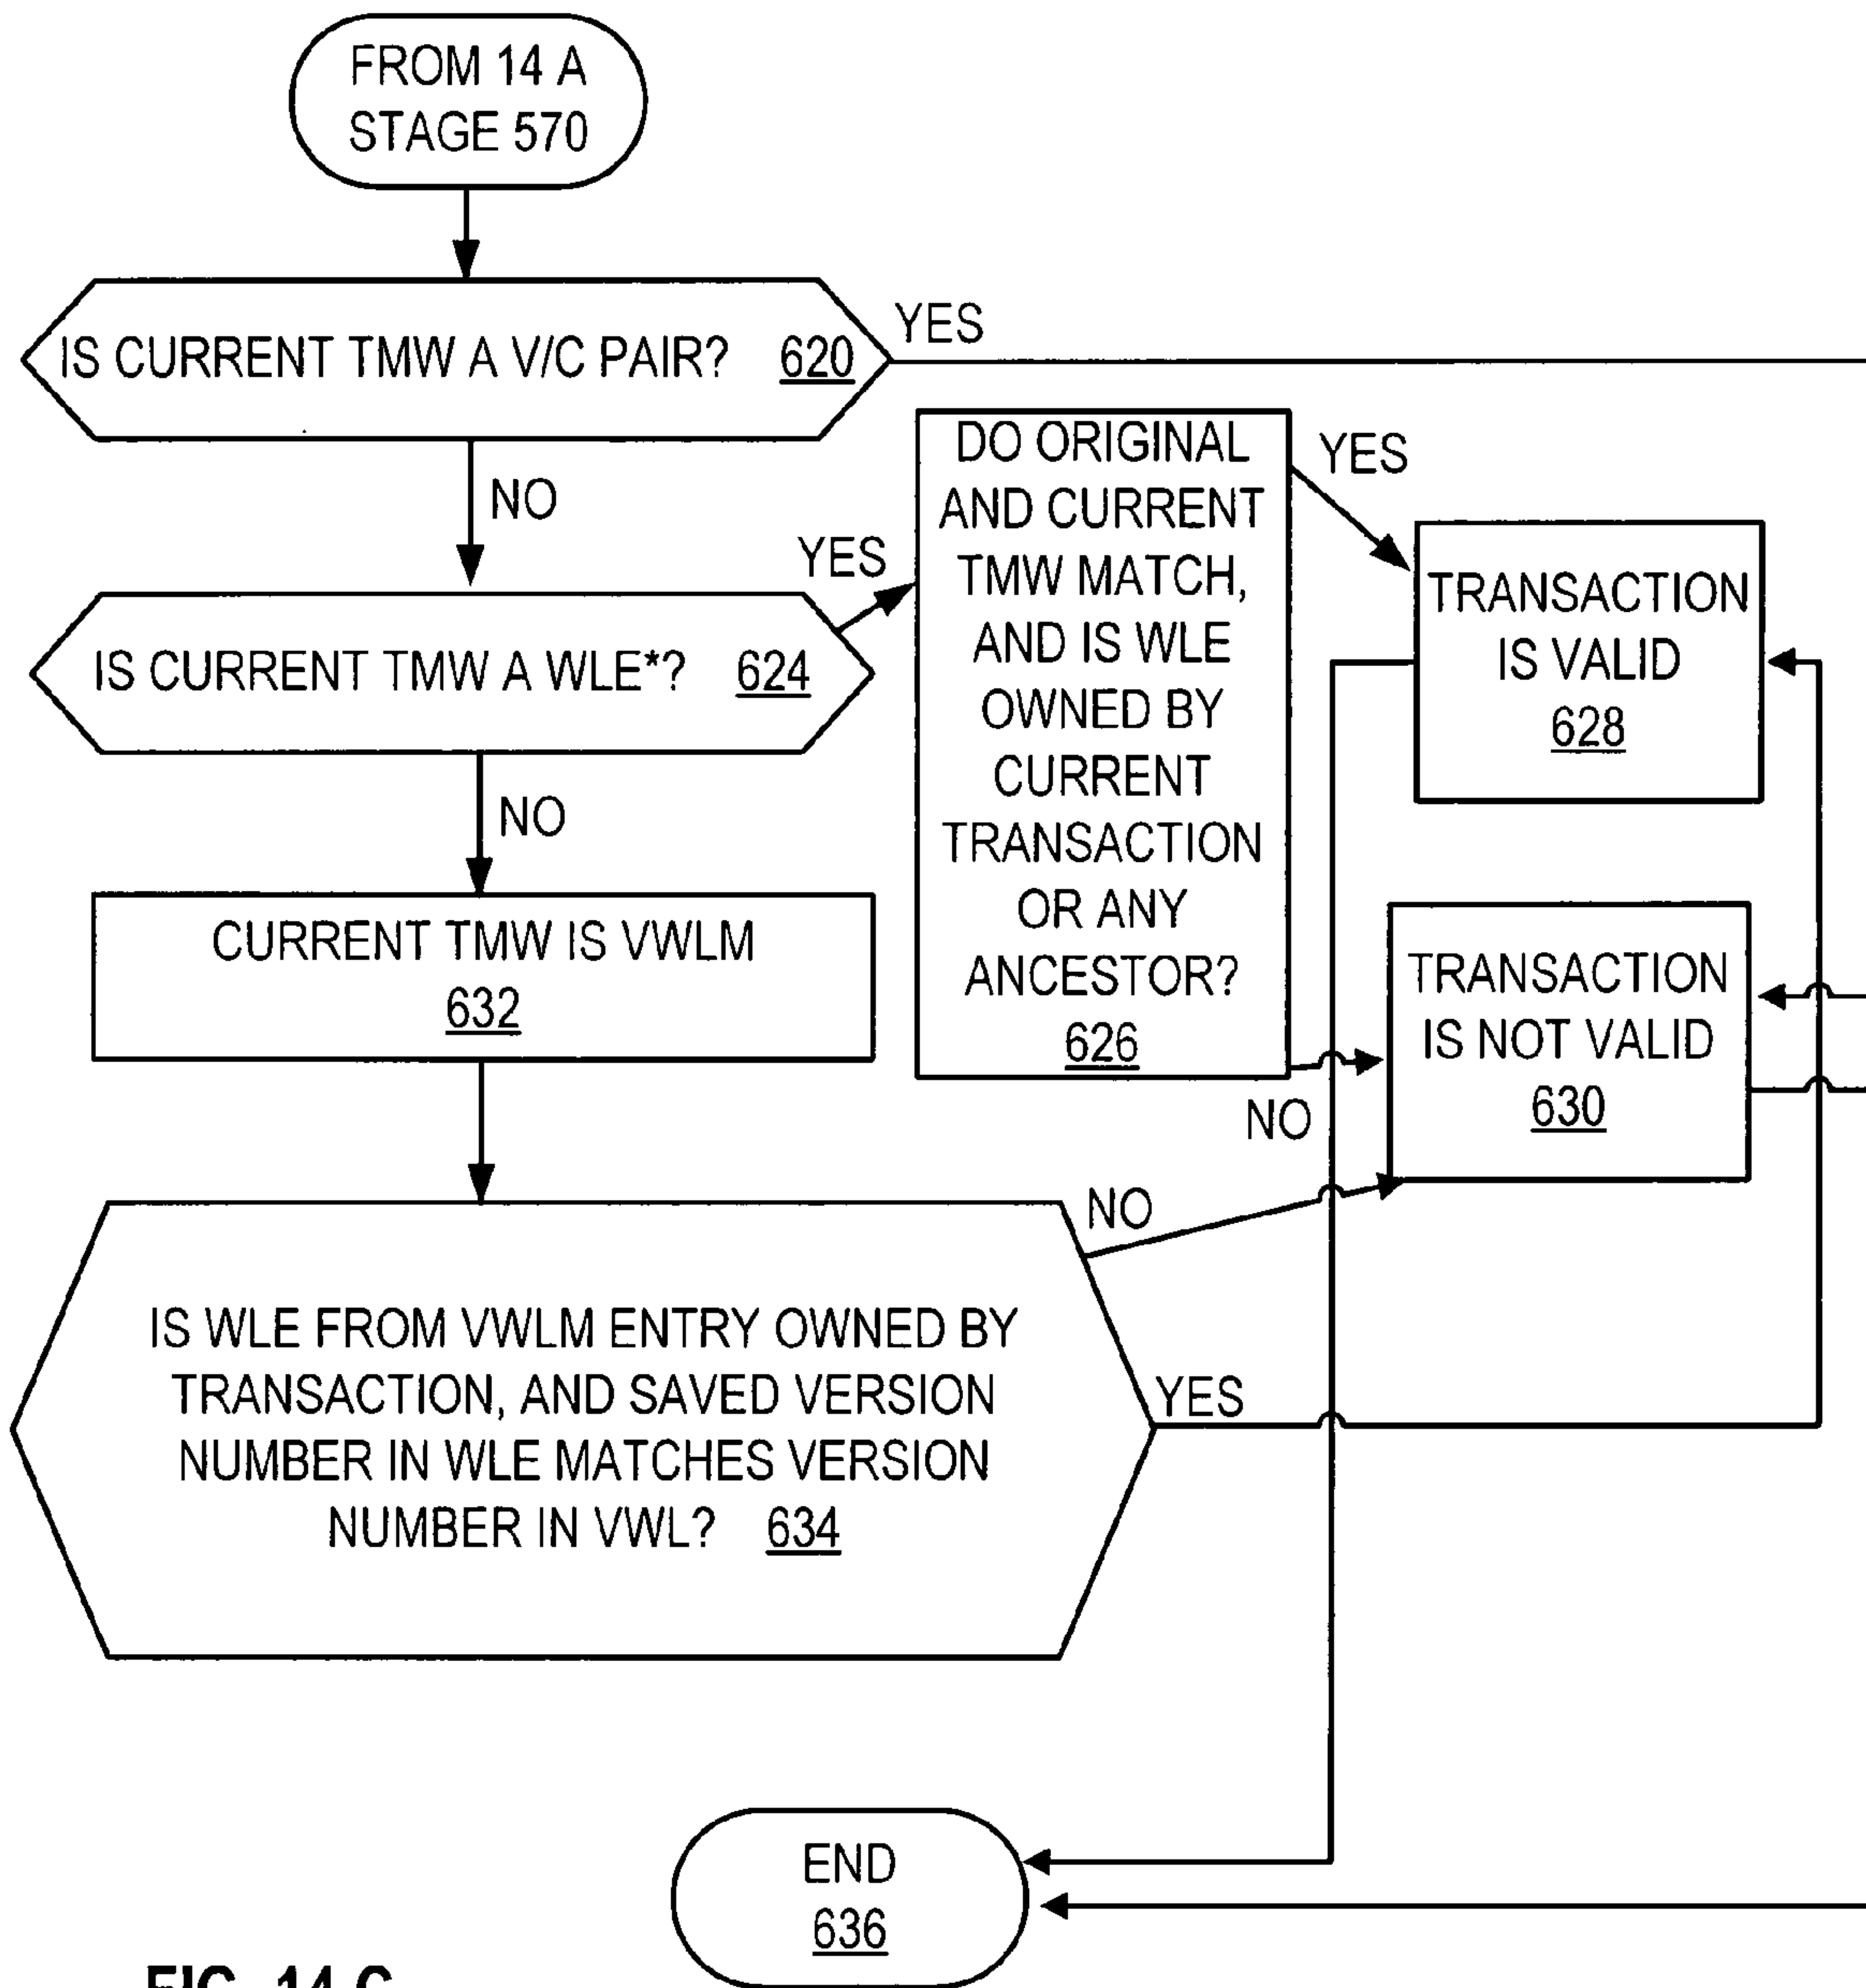 FROM 14 A
STAGE 570
IS CURRENT TMW A V/C PAIR? 620
YES
NO
IS CURRENT TMW A WLE*? 624
YES
NO
DO ORIGINAL
AND CURRENT
TMW MATCH,
AND IS WLE
OWNED BY
CURRENT
TRANSACTION
OR ANY
ANCESTOR?
626
YES
NO
TRANSACTION
IS VALID
628
CURRENT TMW IS VWLM
632
TRANSACTION
IS NOT VALID
630
IS WLE FROM VWLM ENTRY OWNED BY
TRANSACTION, AND SAVED VERSION
NUMBER IN WLE MATCHES VERSION
NUMBER IN VWL? 634
NO
YES
END
636
FIG. 14 C